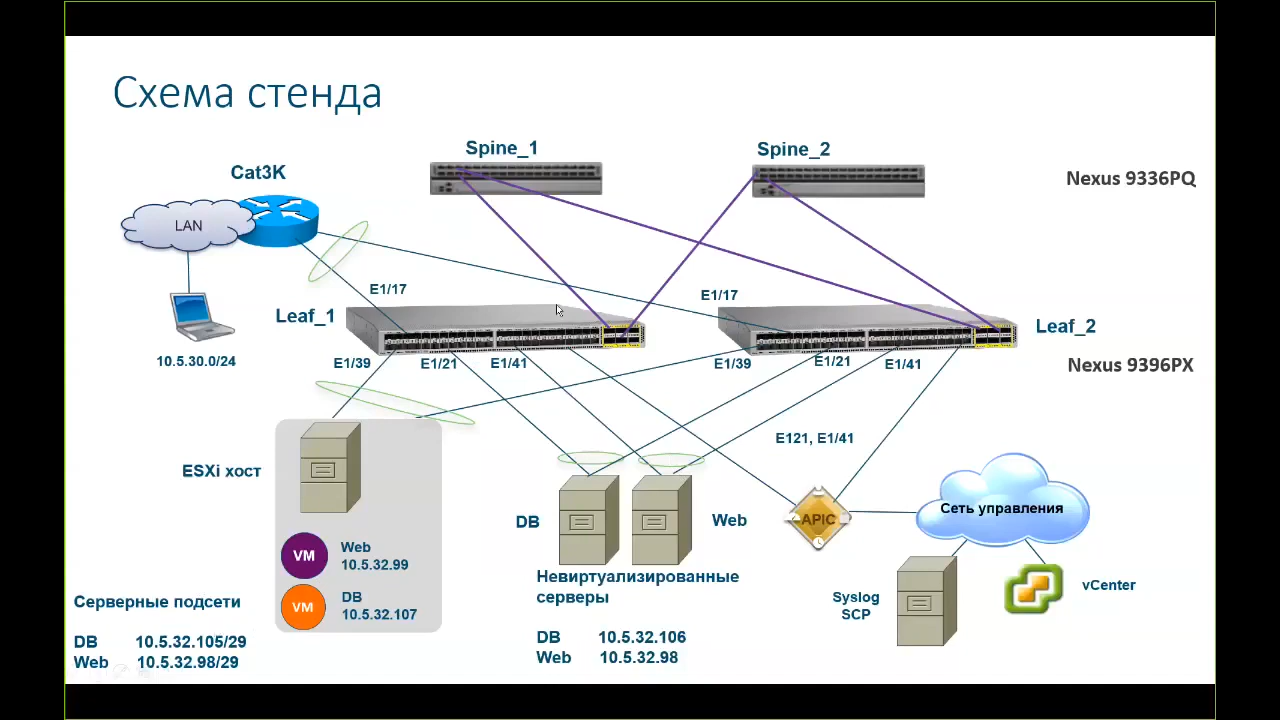 Схема стенда
Spine_1
Spine_2
Cat3K
Nexus 9336PQ
LAN
E1/17
E1/17
Leaf_1
Leaf_2
10.5.30.0/24
E1/39
E1/21
E1/41
E1/39
E1/21
E1/41
Nexus 9396PX
E121, E1/41
ESXi хост
DB
Web
APIC
Сеть управления
VM
Web
10.5.32.99
VM
DB
10.5.32.107
Невиртуализированные
серверы
Syslog
SCP
vCenter
Серверные подсети
DB 10.5.32.105/29
Web 10.5.32.98/29
DB 10.5.32.106
Web 10.5.32.98